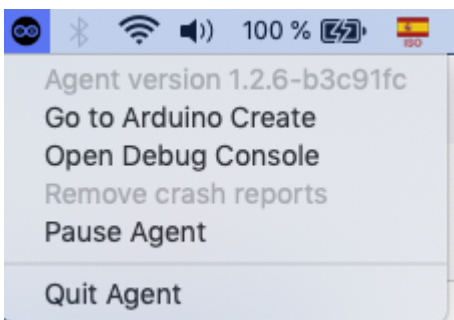 100 %
ISO
Agent version 1.2.6-b3c91fc
Go to Arduino Create
Open Debug Console
Remove crash reports
Pause Agent
Quit Agent